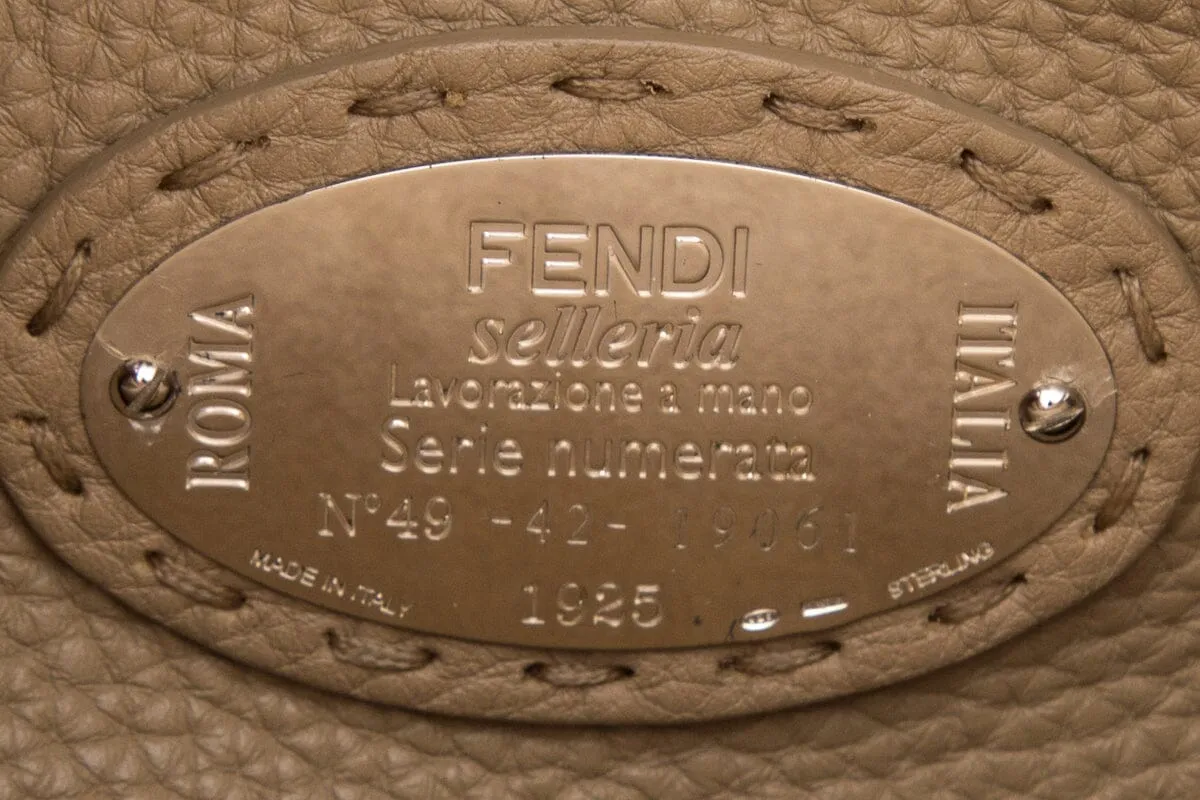 FENDI
selleria
Lavorazione a mano
Serie numerata
N°49 -42- 19061
1925
ROMA
ITALIA
MADE IN ITALY
STERLING